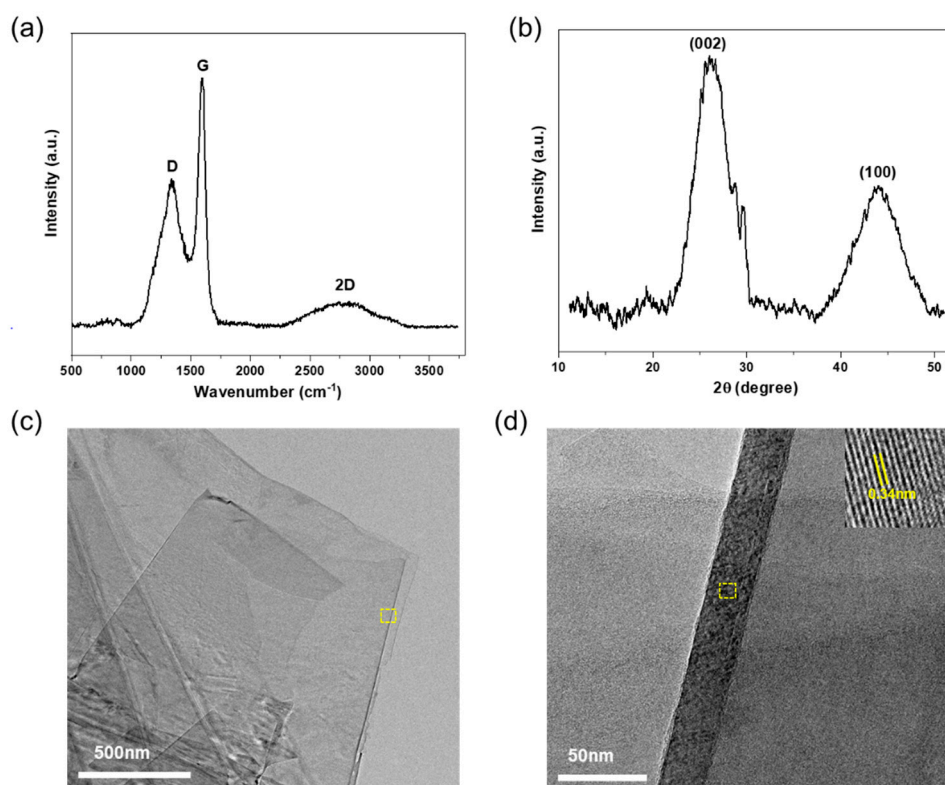 (a)
D
G
2D
Intensity (a.u.)
500 1000 1500 2000 2500 3000 3500
Wavenumber (cm-1)
(b)
(002)
(100)
Intensity (a.u.)
10 20 30 40 50
2θ (degree)
(c)
500nm
(d)
0.34nm
50nm